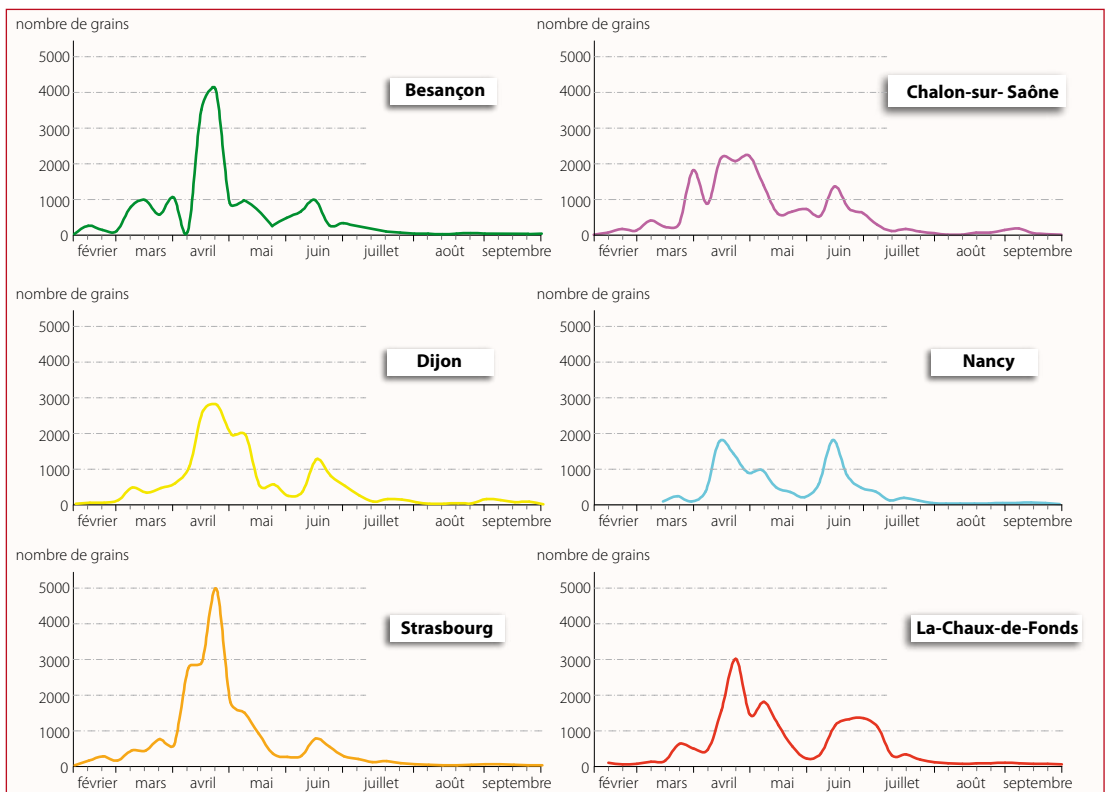 nombre de grains
5000
4000
3000
2000
1000
0
février mars avril mai juin juillet août septembre
Besançon
nombre de grains
5000
4000
3000
2000
1000
0
février mars avril mai juin juillet août septembre
Chalon-sur- Saône
nombre de grains
5000
4000
3000
2000
1000
0
février mars avril mai juin juillet août septembre
Dijon
nombre de grains
5000
4000
3000
2000
1000
0
février mars avril mai juin juillet août septembre
Nancy
nombre de grains
5000
4000
3000
2000
1000
0
février mars avril mai juin juillet août septembre
Strasbourg
nombre de grains
5000
4000
3000
2000
1000
0
février mars avril mai juin juillet août septembre
La-Chaux-de-Fonds